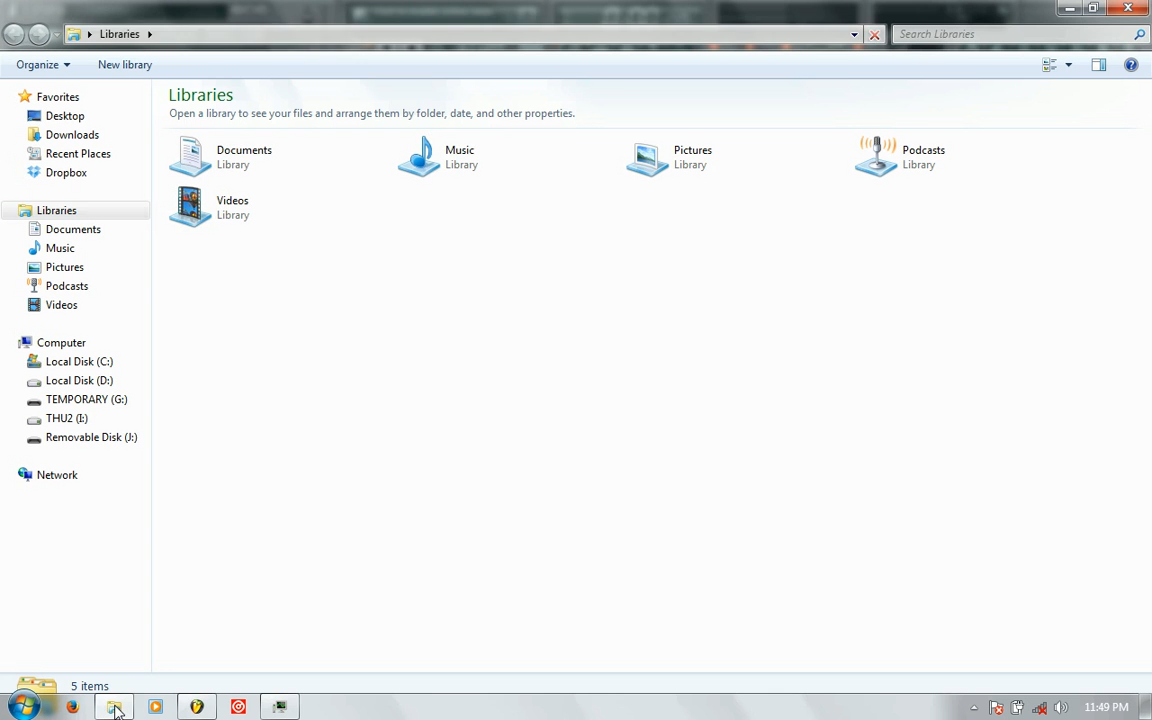 Libraries
Search Libraries
Organize
New library
Favorites
Desktop
Downloads
Recent Places
Dropbox
Libraries
Documents
Music
Pictures
Podcasts
Videos
Computer
Local Disk (C:)
Local Disk (D:)
TEMPORARY (G:)
THU2 (I:)
Removable Disk (J:)
Network
Libraries
Open a library to see your files and arrange them by folder, date, and other properties.
Documents
Library
Music
Library
Pictures
Library
Podcasts
Library
Videos
Library
5 items
11:49 PM